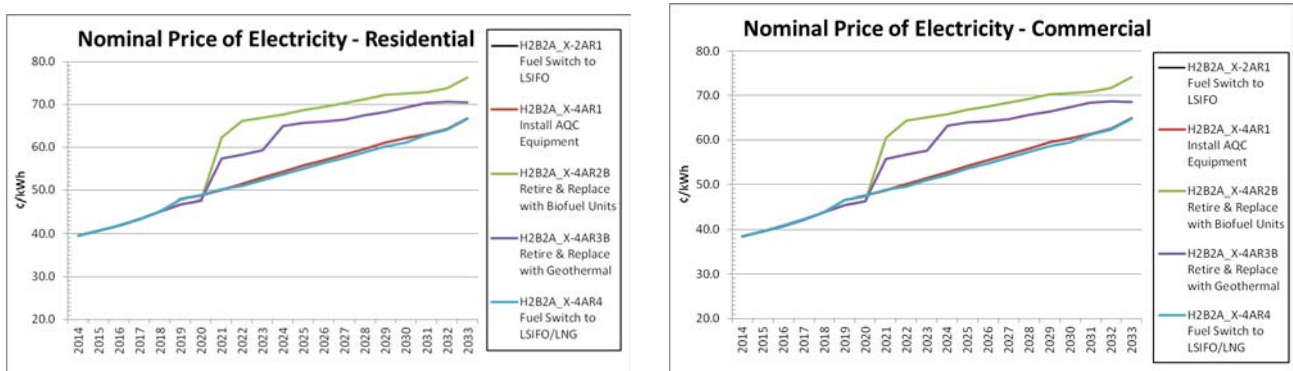 Nominal Price of Electricity - Residential
80.0
70.0
60.0
50.0
40.0
30.0
20.0
¢/kWh
2014
2015
2016
2017
2018
2019
2020
2021
2022
2023
2024
2025
2026
2027
2028
2029
2030
2031
2032
2033
H2B2A_X-2AR1
Fuel Switch to
LSIFO
H2B2A_X-4AR1
Install AQC
Equipment
H2B2A_X-4AR2B
Retire & Replace
with Biofuel Units
H2B2A_X-4AR3B
Retire & Replace
with Geothermal
H2B2A_X-4AR4
Fuel Switch to
LSIFO/LNG
Nominal Price of Electricity - Commercial
80.0
70.0
60.0
50.0
40.0
30.0
20.0
¢/kWh
2014
2015
2016
2017
2018
2019
2020
2021
2022
2023
2024
2025
2026
2027
2028
2029
2030
2031
2032
2033
H2B2A_X-2AR1
Fuel Switch to
LSIFO
H2B2A_X-4AR1
Install AQC
Equipment
H2B2A_X-4AR2B
Retire & Replace
with Biofuel Units
H2B2A_X-4AR3B
Retire & Replace
with Geothermal
H2B2A_X-4AR4
Fuel Switch to
LSIFO/LNG